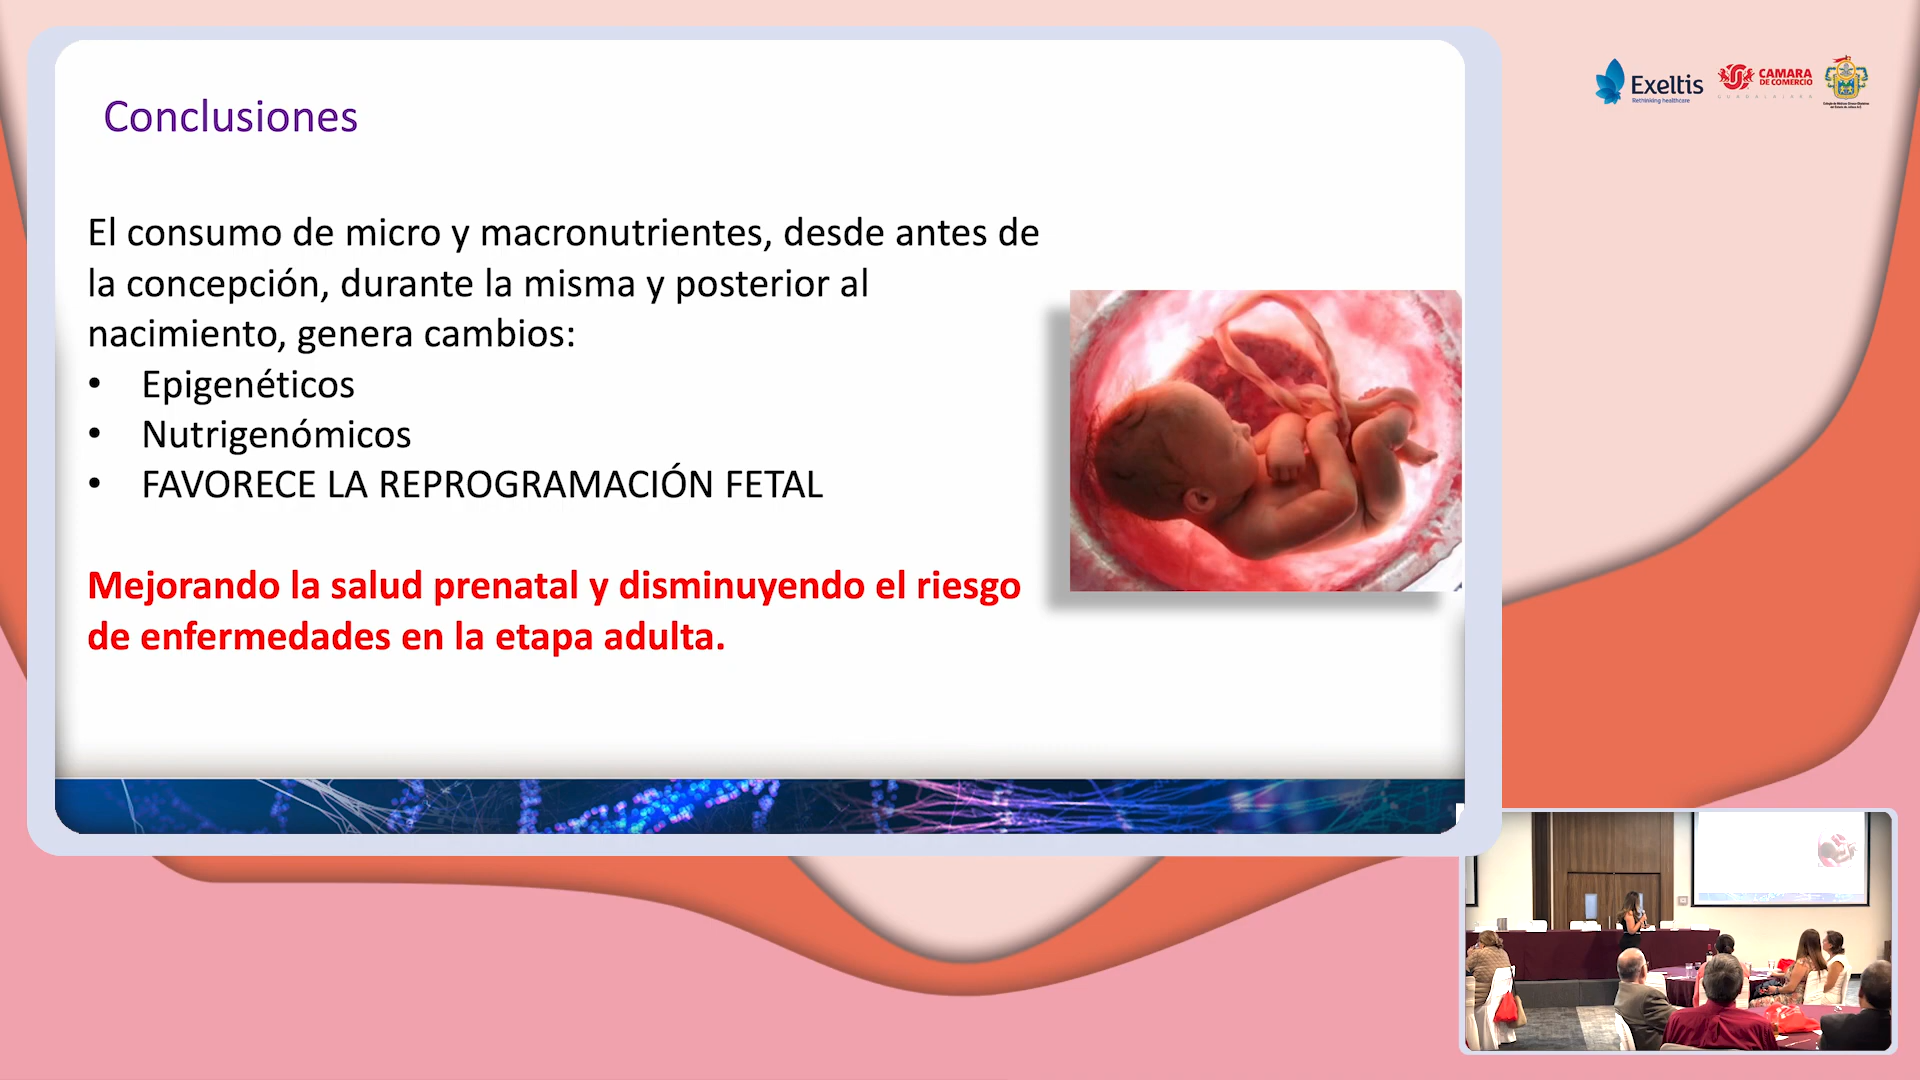 Conclusiones
El consumo de micro y macronutrientes, desde antes de
la concepción, durante la misma y posterior al
nacimiento, genera cambios:
• Epigenéticos
• Nutrigenómicos
• FAVORECE LA REPROGRAMACIÓN FETAL
Mejorando la salud prenatal y disminuyendo el riesgo
de enfermedades en la etapa adulta.
Exeltis
Rethinking healthcare
CAMARA
DE COMERCIO
GUADALAJARA